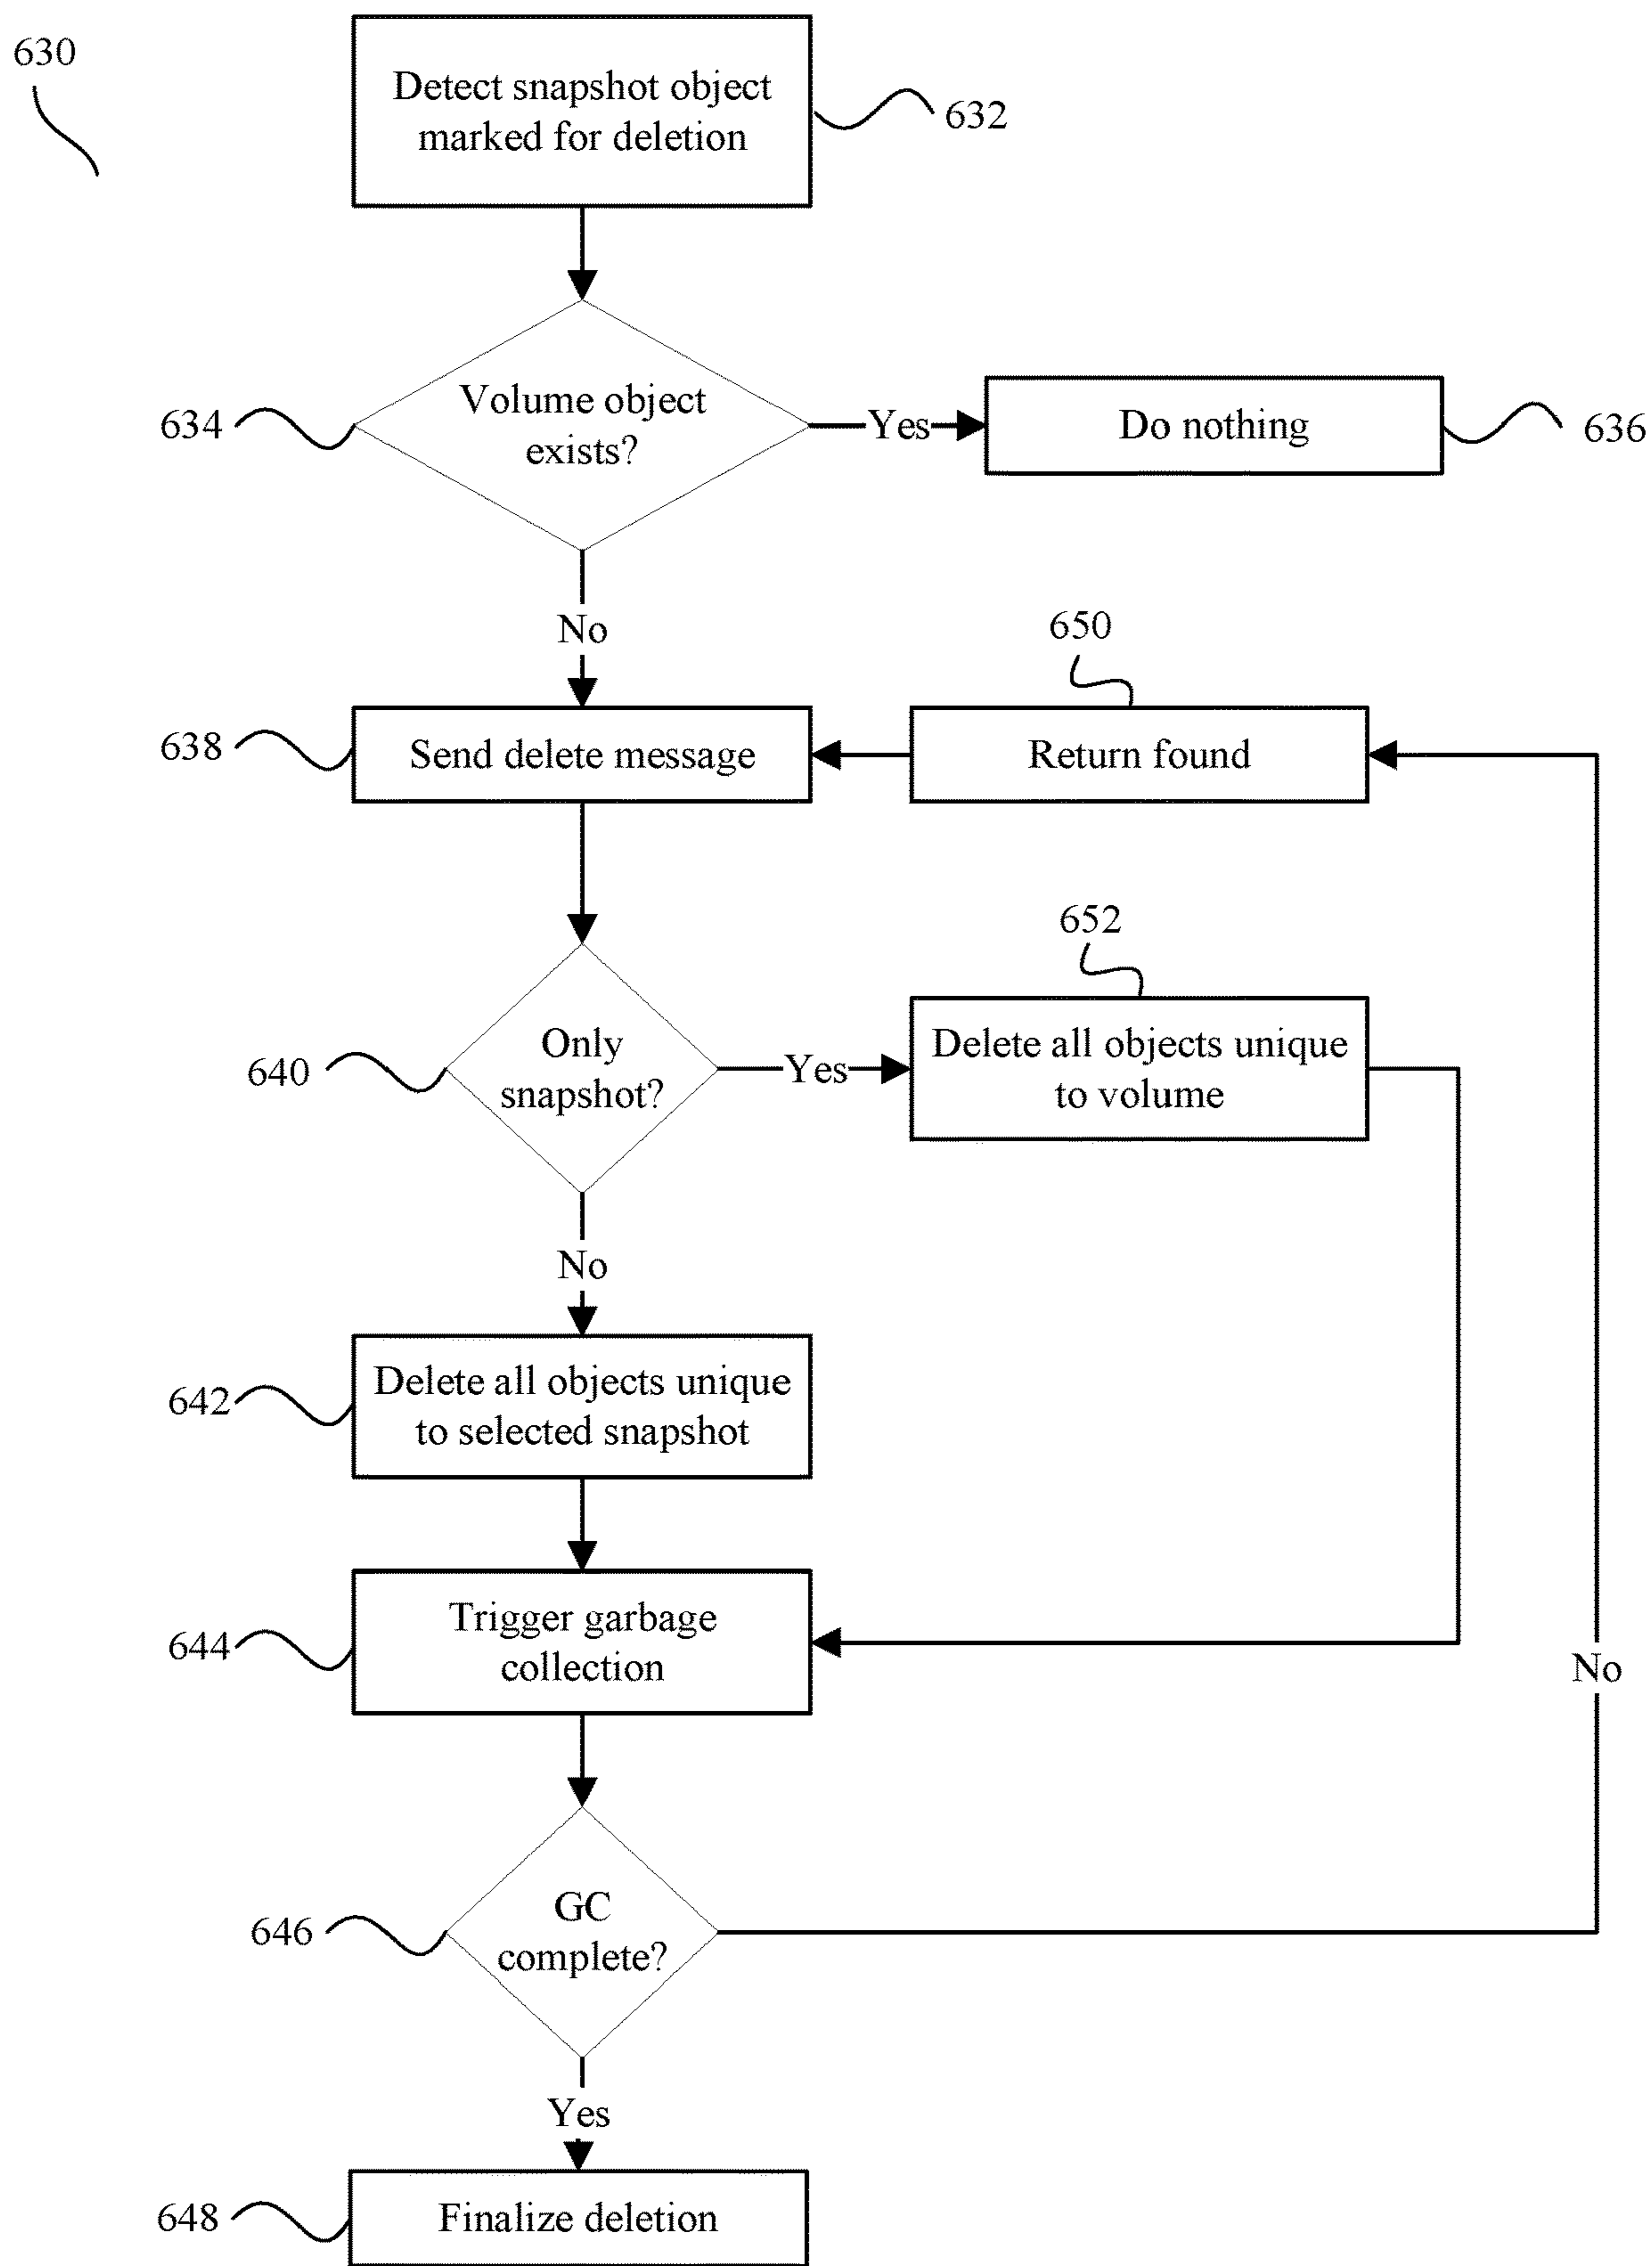 630
Detect snapshot object
marked for deletion
632
Volume object
exists?
634
Yes
Do nothing
636
No
650
638
Send delete message
Return found
652
640
Only
snapshot?
Yes
Delete all objects unique
to volume
No
642
Delete all objects unique
to selected snapshot
644
Trigger garbage
collection
No
646
GC
complete?
Yes
648
Finalize deletion